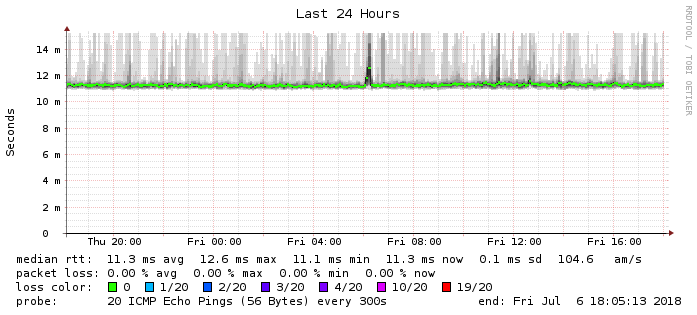 Last 24 Hours
RRDTOOL / TOBI OETIKER
Seconds
14 m
12 m
10 m
8 m
6 m
4 m
2 m
0
Thu 20:00 Fri 00:00 Fri 04:00 Fri 08:00 Fri 12:00 Fri 16:00
median rtt: 11.3 ms avg 12.6 ms max 11.1 ms min 11.3 ms now 0.1 ms sd 104.6 am/s
packet loss: 0.00 % avg 0.00 % max 0.00 % min 0.00 % now
loss color: 0 1/20 2/20 3/20 4/20 10/20 19/20
probe: 20 ICMP Echo Pings (56 Bytes) every 300s end: Fri Jul 6 18:05:13 2018